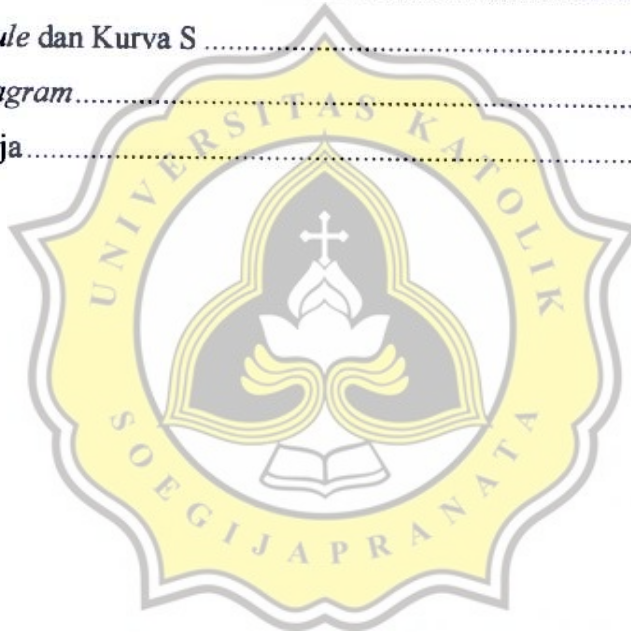 ule dan Kurva S ........................................................
agram........................................................................
ja................................................................................
UNIVERSITAS KATOLIK
SOEGIJAPRANATA